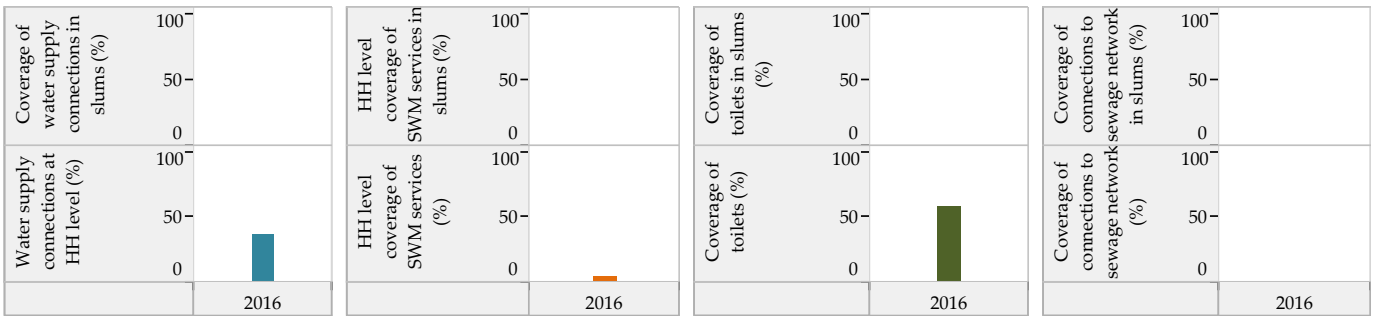 Coverage of
water supply
connections in
slums (%)
100
50
0
Water supply
connections at
HH level (%)
100
50
0
2016
HH level
coverage of
SWM services in
slums (%)
100
50
0
HH level
coverage of
SWM services
(%)
100
50
0
2016
Coverage of
toilets in slums
(%)
100
50
0
Coverage of
toilets (%)
100
50
0
2016
Coverage of
connections to
sewage network
in slums (%)
100
50
0
Coverage of
connections to
sewage network
(%)
100
50
0
2016